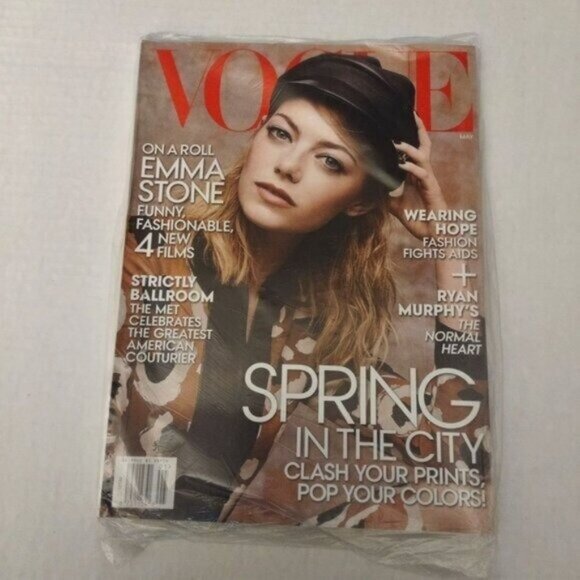 VOGUE
MAY
ON A ROLL
EMMA
STONE
FUNNY,
FASHIONABLE,
4 NEW
FILMS
WEARING
HOPE
FASHION
FIGHTS AIDS
+
RYAN
MURPHY'S
THE
NORMAL
HEART
STRICTLY
BALLROOM
THE MET
CELEBRATES
THE GREATEST
AMERICAN
COUTURIER
SPRING
IN THE CITY
CLASH YOUR PRINTS,
POP YOUR COLORS!